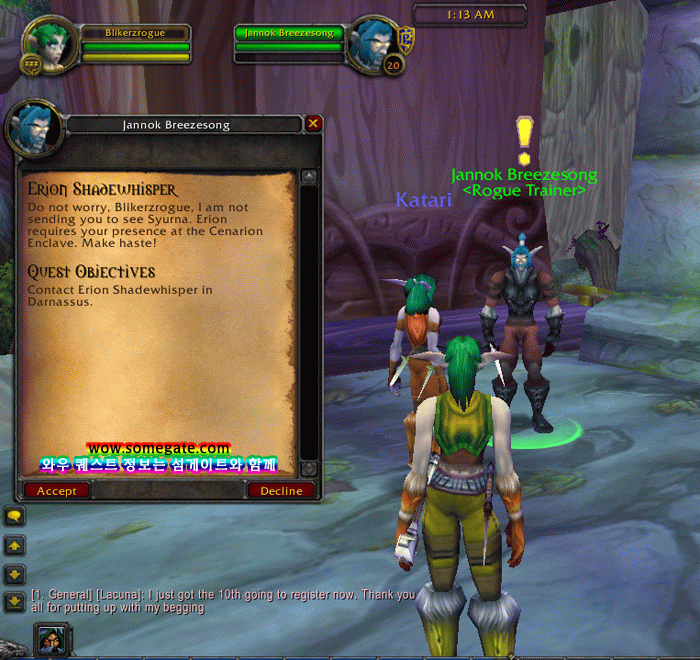 1:13 AM
Blikerzrogue
Jannok Breezesong
20
Jannok Breezesong
Jannok Breezesong
<Rogue Trainer>
Katari
Erion Shadewhisper
Do not worry, Blikerzrogue, I am not
sending you to see Syurna. Erion
requires your presence at the Cenarion
Enclave. Make haste!
Quest Objectives
Contact Erion Shadewhisper in
Darnassus.
wow.somegate.com
와우 퀘스트 정보는 섬게이트와 함께
Accept
Decline
[1. General] [Lacuna]: I just got the 10th going to register now. Thank you
all for putting up with my begging